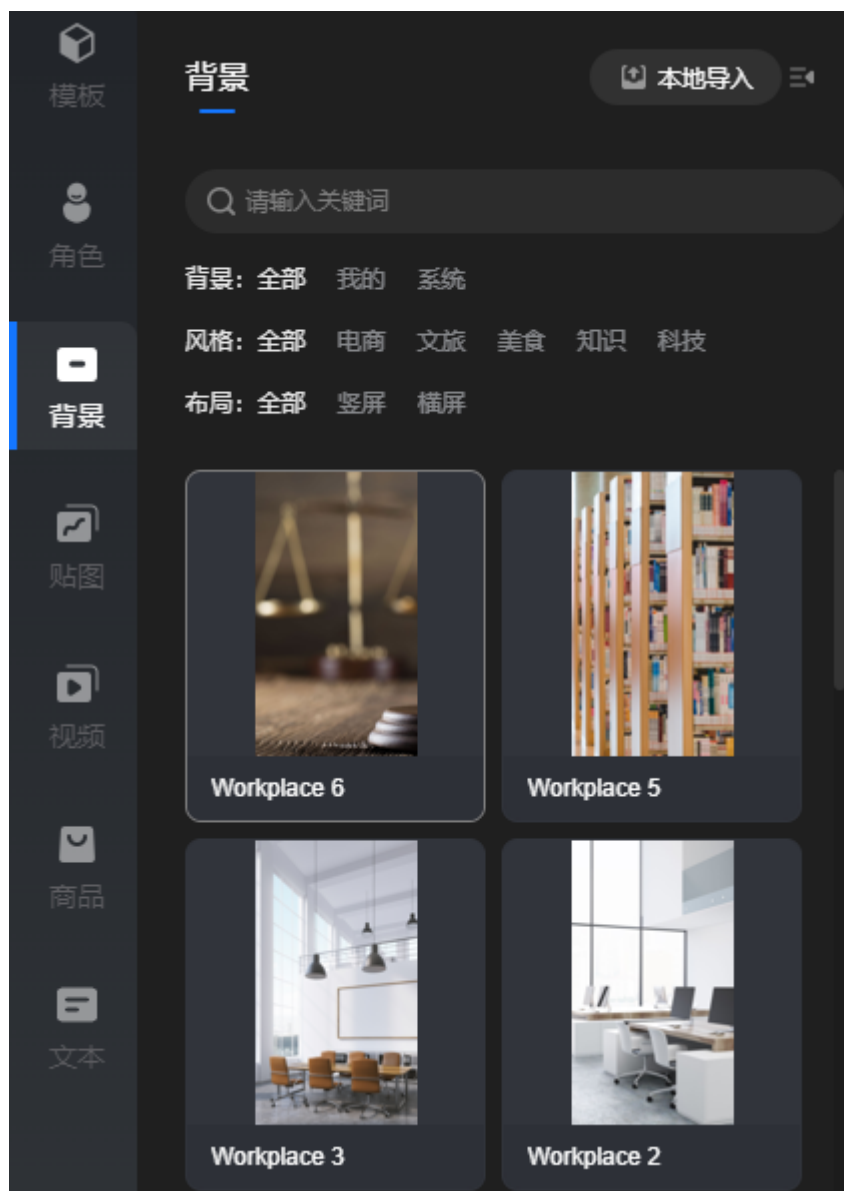 模板
角色
背景
贴图
视频
商品
文本
背景
本地导入
请输入关键词
背景：全部 我的 系统
风格：全部 电商 文旅 美食 知识 科技
布局：全部 竖屏 横屏
Workplace 6
Workplace 5
Workplace 3
Workplace 2